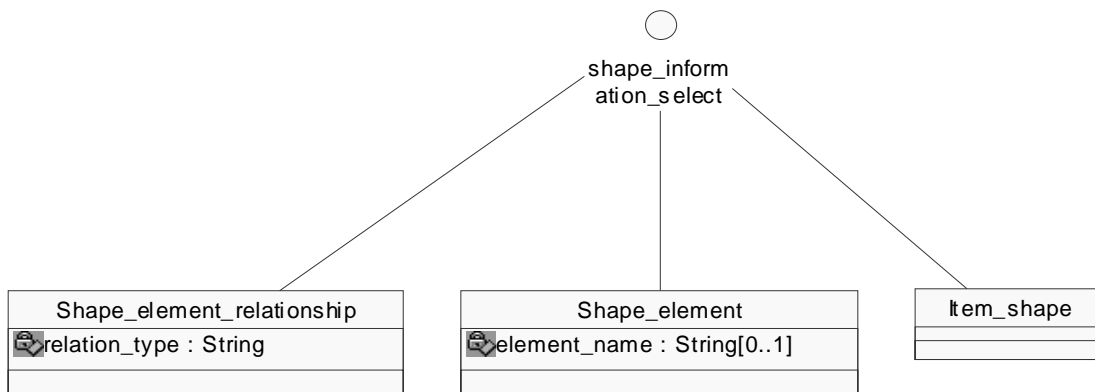 shape_inform
ation_select
Shape_element_relationship
relation_type : String
Shape_element
element_name : String[0..1]
Item_shape